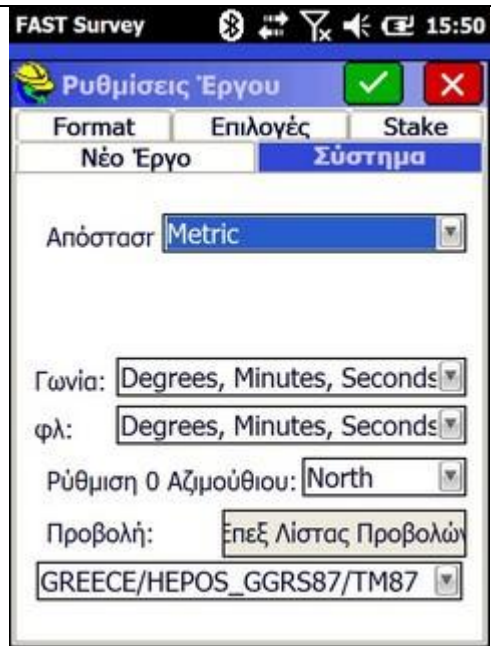 FAST Survey 15:50
Ρυθμίσεις Έργου
Format Επιλογές Stake
Νέο Έργο Σύστημα
Απόστασr Metric
Γωνία: Degrees, Minutes, Seconds
φλ: Degrees, Minutes, Seconds
Ρύθμιση 0 Αζιμούθιου: North
Προβολή: Επεξ Λίστας Προβολών
GREECE/HEPOS_GGRS87/TM87